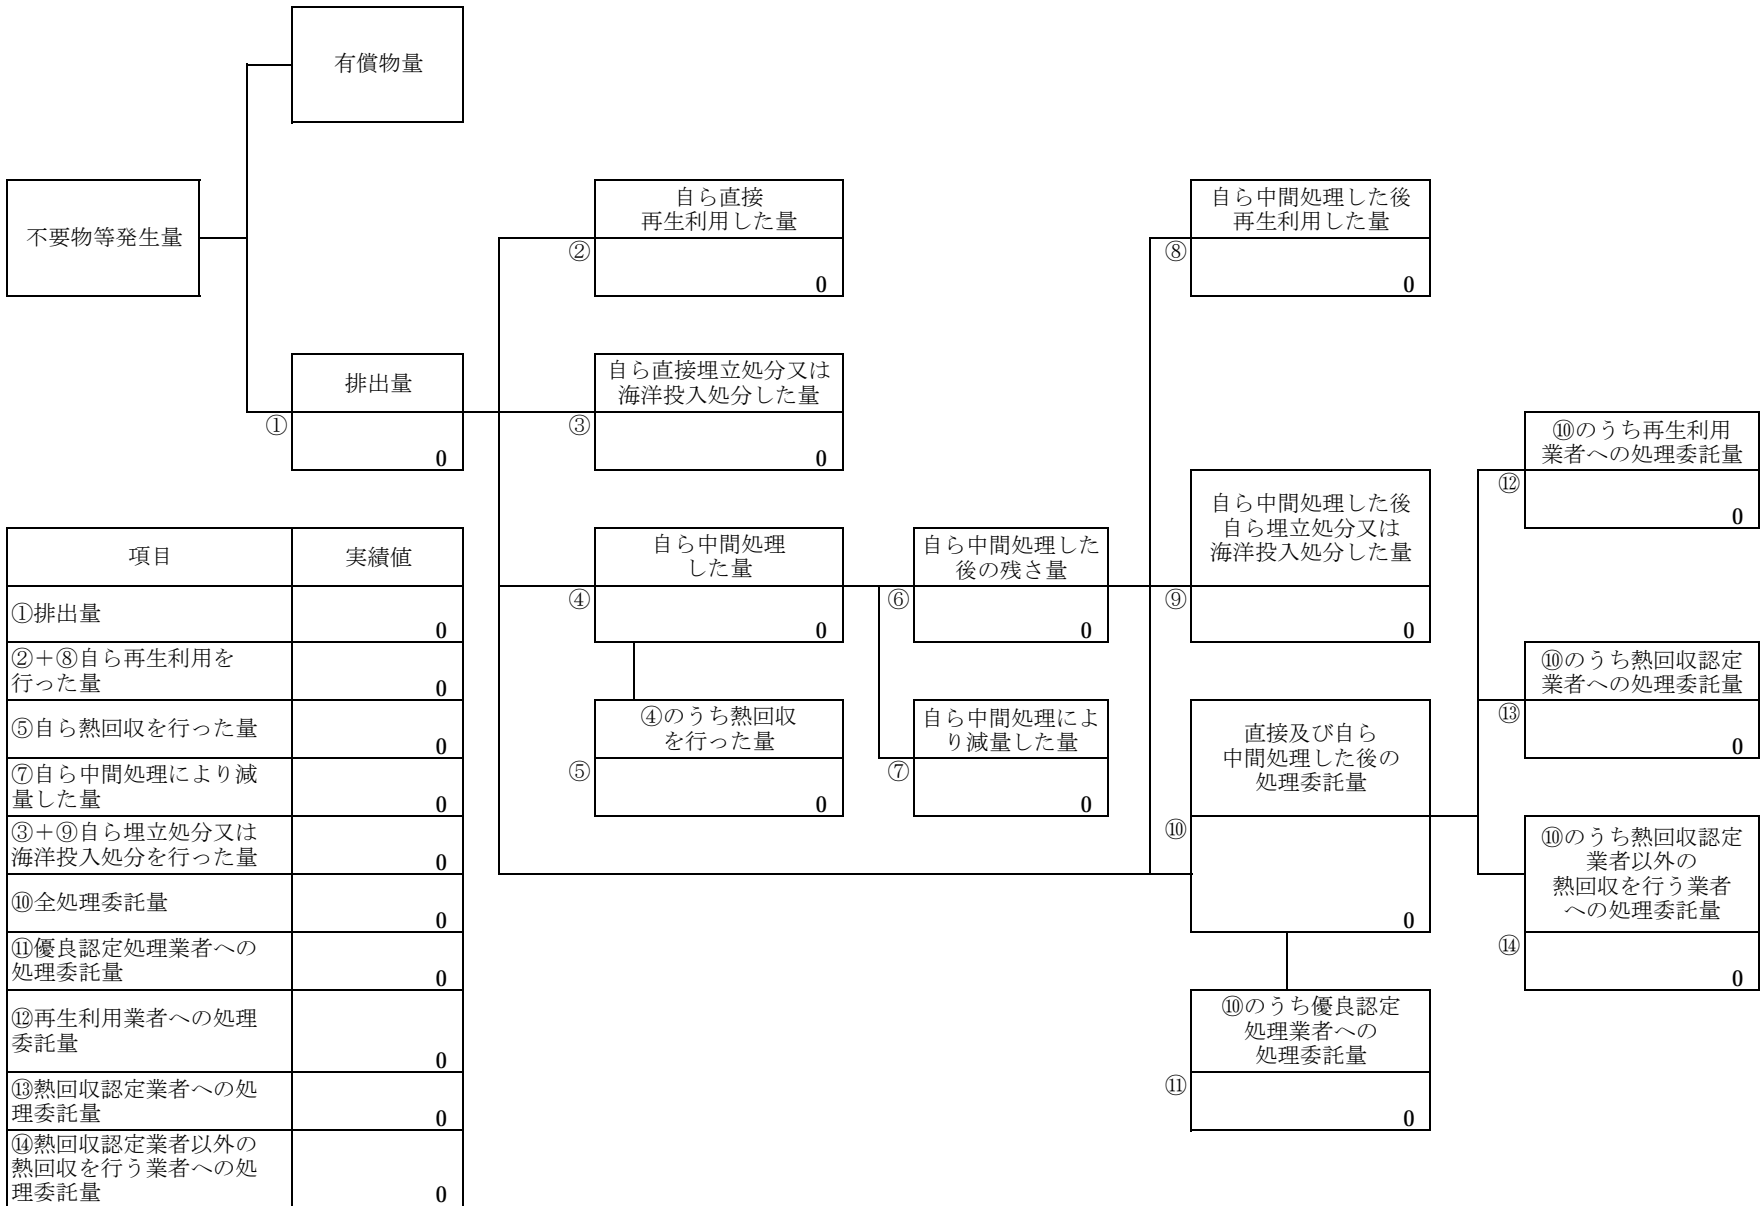 有償物量
不要物等発生量
自ら直接
再生利用した量
②
0
自ら中間処理した後
再生利用した量
⑧
0
排出量
①
0
自ら直接埋立処分又は
海洋投入処分した量
③
0
⑩のうち再生利用
業者への処理委託量
⑫
0
自ら中間処理
した量
④
0
自ら中間処理した
後の残さ量
⑥
0
自ら中間処理した後
自ら埋立処分又は
海洋投入処分した量
⑨
0
⑩のうち熱回収認定
業者への処理委託量
⑬
0
④のうち熱回収
を行った量
⑤
0
自ら中間処理によ
り減量した量
⑦
0
直接及び自ら
中間処理した後の
処理委託量
⑩
0
⑩のうち熱回収認定
業者以外の
熱回収を行う業者
への処理委託量
⑭
0
⑩のうち優良認定
処理業者への
処理委託量
⑪
0
項目 実績値
①排出量
0
②+⑧自ら再生利用を
行った量 0
⑤自ら熱回収を行った量
0
⑦自ら中間処理により減
量した量 0
③+⑨自ら埋立処分又は
海洋投入処分を行った量 0
⑩全処理委託量
0
⑪優良認定処理業者への
処理委託量 0
⑫再生利用業者への処理
委託量
0
⑬熱回収認定業者への処
理委託量 0
⑭熱回収認定業者以外の
熱回収を行う業者への処
理委託量 0